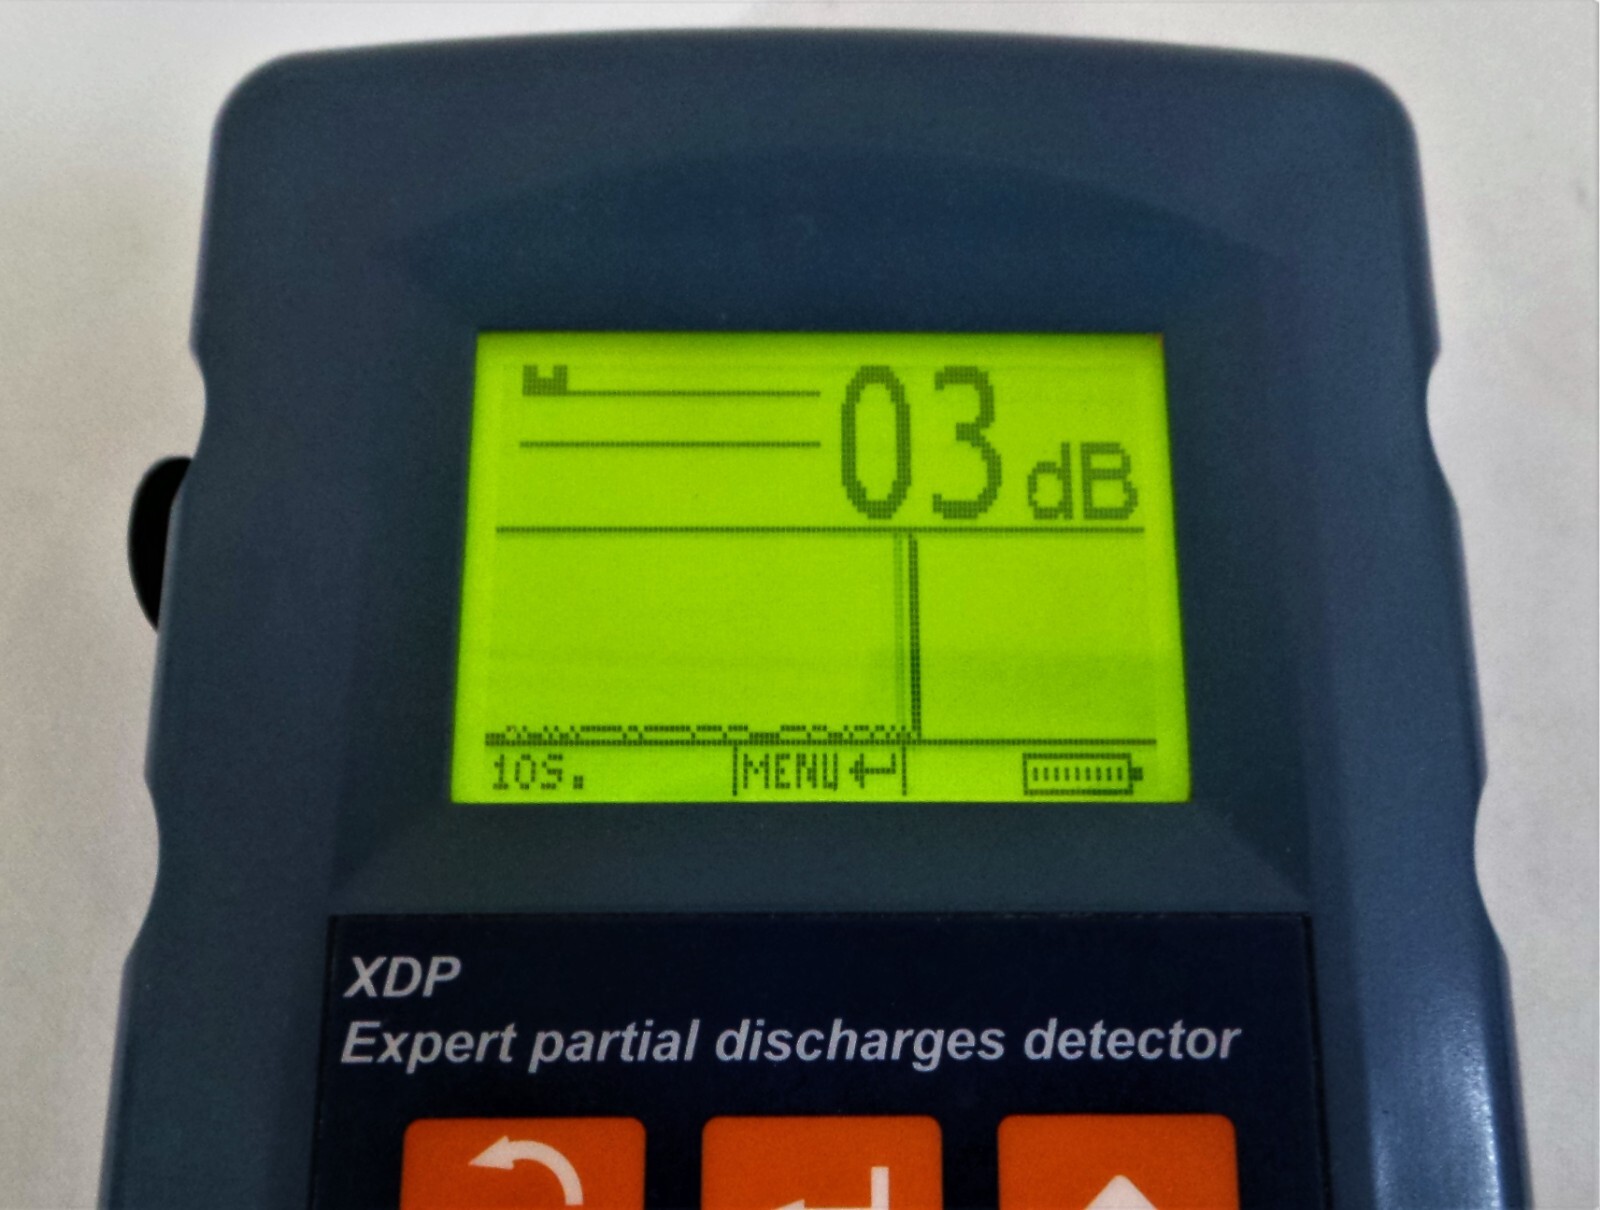 03 dB
10S.
MENU
XDP
Expert partial discharges detector